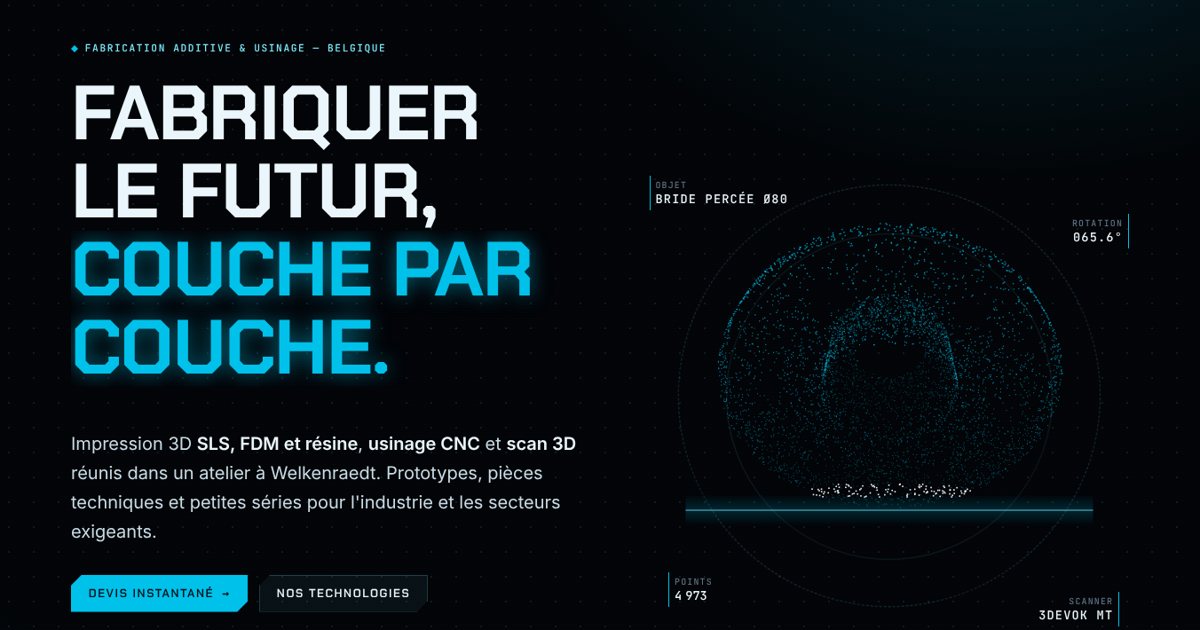 ◆ FABRICATION ADDITIVE & USINAGE — BELGIQUE
FABRIQUER
LE FUTUR,
COUCHE PAR
COUCHE.
Impression 3D SLS, FDM et résine, usinage CNC et scan 3D
réunis dans un atelier à Welkenraedt. Prototypes, pièces
techniques et petites séries pour l'industrie et les secteurs
exigeants.
DEVIS INSTANTANÉ →
NOS TECHNOLOGIES
OBJET
BRIDE PERCÉE Ø80
ROTATION
065.6°
POINTS
4 973
SCANNER
3DEVOK MT